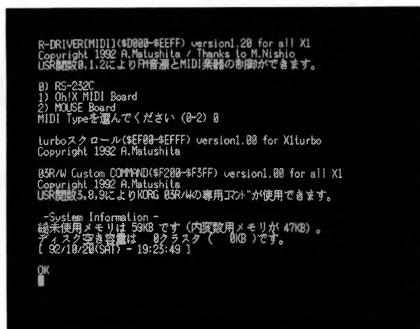 R-DRIVER[MIDI]($D000-$EEFF) version1.20 for all X1
Copyright 1992 A.Matushita / Thanks to M.Nishio
USR関数0,1,2によりFM音源とMIDI楽器の制御ができます。
0) RS-232C
1) Oh!X MIDI Board
2) MOUSE Board
MIDI Typeを選んでください (0-2) 0
turboスクロール($EF00-$EFFF) version1.00 for X1turbo
Copyright 1992 A.Matushita
03R/W Custom COMMAND($F200-$F3FF) version1.00 for all X1
Copyright 1992 A.Matushita
USR関数3,8,9によりKORG 03R/Wの専用ｺﾏﾝﾄﾞが使用できます。
-System Information -
総未使用メモリは 59KB です (内変数用メモリが 47KB) 。
ディスク空き容量は 0クラスタ ( 0KB )です。
[ 92/10/20(SAT) - 19:23:49 ]
OK